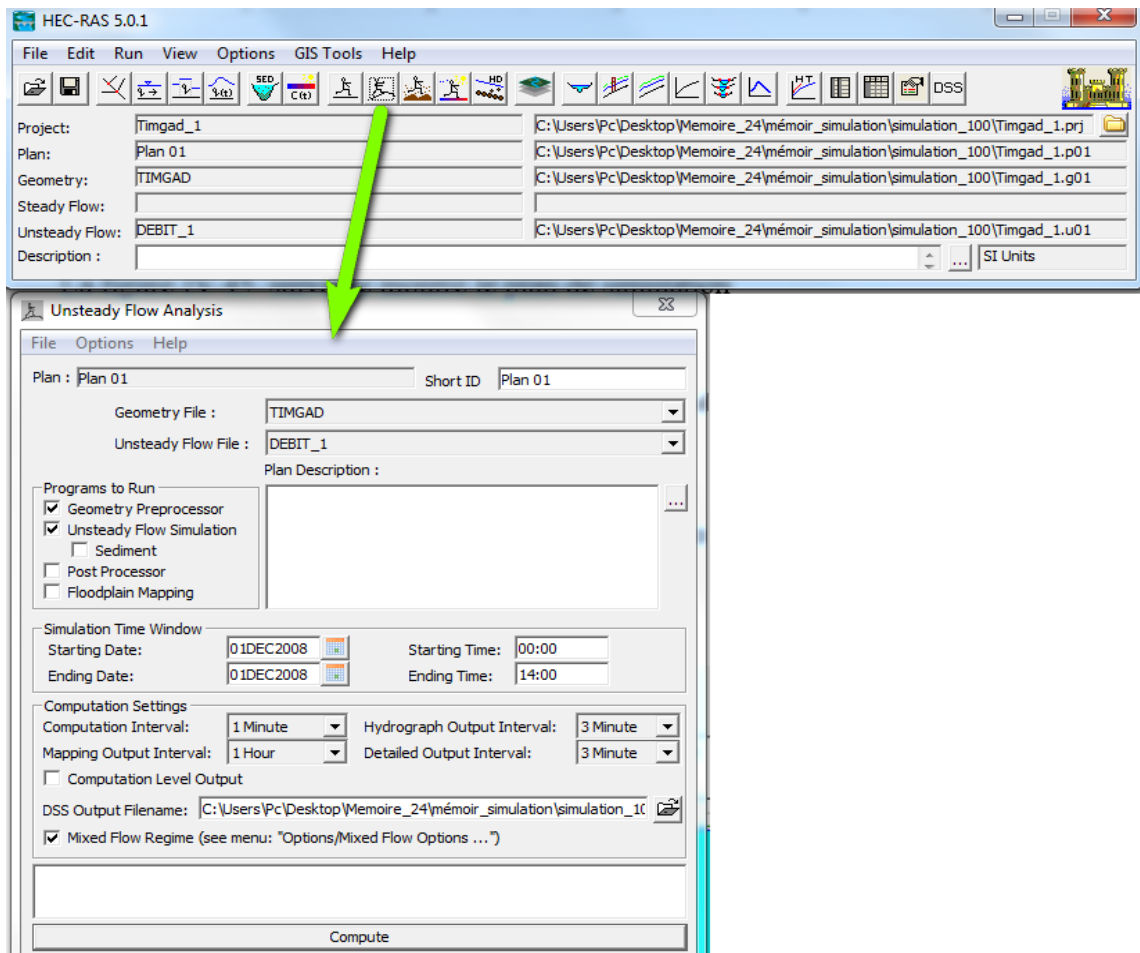 HEC-RAS 5.0.1
File Edit Run View Options GIS Tools Help
SED C(t) HD HT DSS
Project: Timgad_1 C:\Users\Pc\Desktop\Memoire_24\mémoir_simulation\simulation_100\Timgad_1.prj
Plan: Plan 01 C:\Users\Pc\Desktop\Memoire_24\mémoir_simulation\simulation_100\Timgad_1.p01
Geometry: TIMGAD C:\Users\Pc\Desktop\Memoire_24\mémoir_simulation\simulation_100\Timgad_1.g01
Steady Flow:
Unsteady Flow: DEBIT_1 C:\Users\Pc\Desktop\Memoire_24\mémoir_simulation\simulation_100\Timgad_1.u01
Description : ... SI Units
Unsteady Flow Analysis
File Options Help
Plan : Plan 01 Short ID Plan 01
Geometry File : TIMGAD
Unsteady Flow File : DEBIT_1
Plan Description :
Programs to Run
Geometry Preprocessor ...
Unsteady Flow Simulation
Sediment
Post Processor
Floodplain Mapping
Simulation Time Window
Starting Date: 01DEC2008 Starting Time: 00:00
Ending Date: 01DEC2008 Ending Time: 14:00
Computation Settings
Computation Interval: 1 Minute Hydrograph Output Interval: 3 Minute
Mapping Output Interval: 1 Hour Detailed Output Interval: 3 Minute
Computation Level Output
DSS Output Filename: C:\Users\Pc\Desktop\Memoire_24\mémoir_simulation\simulation_10
Mixed Flow Regime (see menu: "Options/Mixed Flow Options ...")
Compute